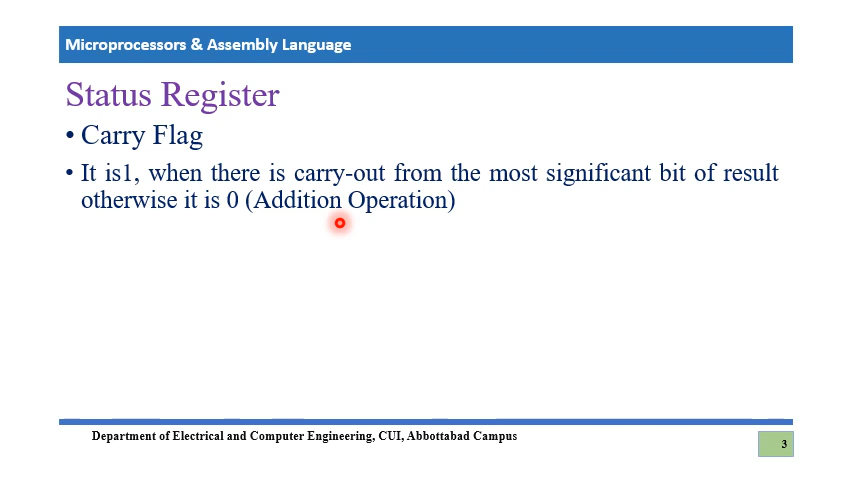 Microprocessors & Assembly Language
Status Register
• Carry Flag
• It is1, when there is carry-out from the most significant bit of result
otherwise it is 0 (Addition Operation)
Department of Electrical and Computer Engineering, CUI, Abbottabad Campus
3